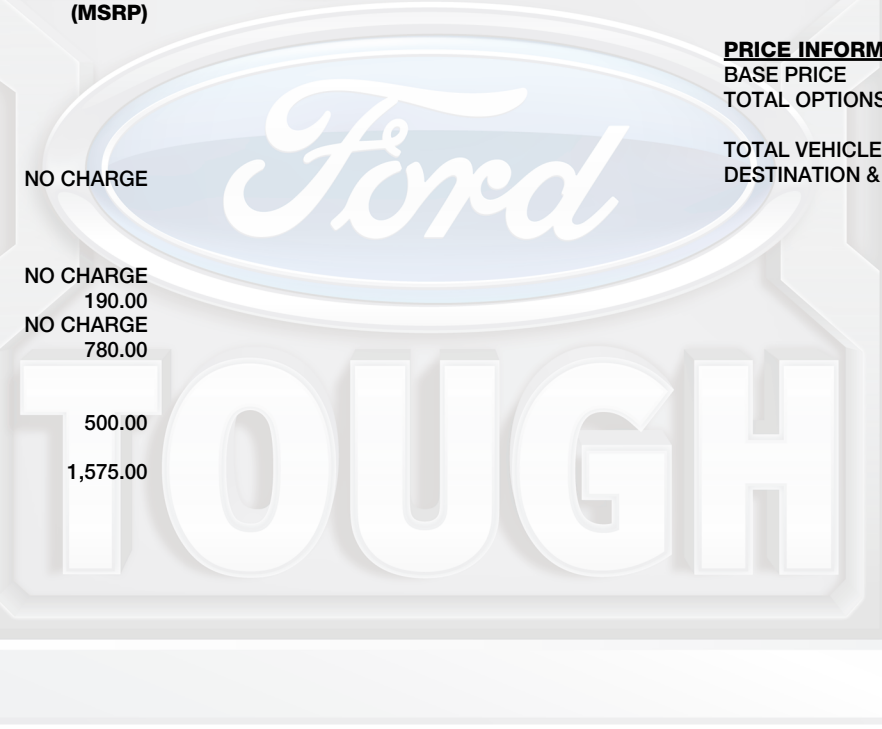 (MSRP)
NO CHARGE
NO CHARGE
190.00
NO CHARGE
780.00
500.00
1,575.00
PRICE INFORM
BASE PRICE
TOTAL OPTIONS
TOTAL VEHICLE
DESTINATION &
Ford
TOUGH